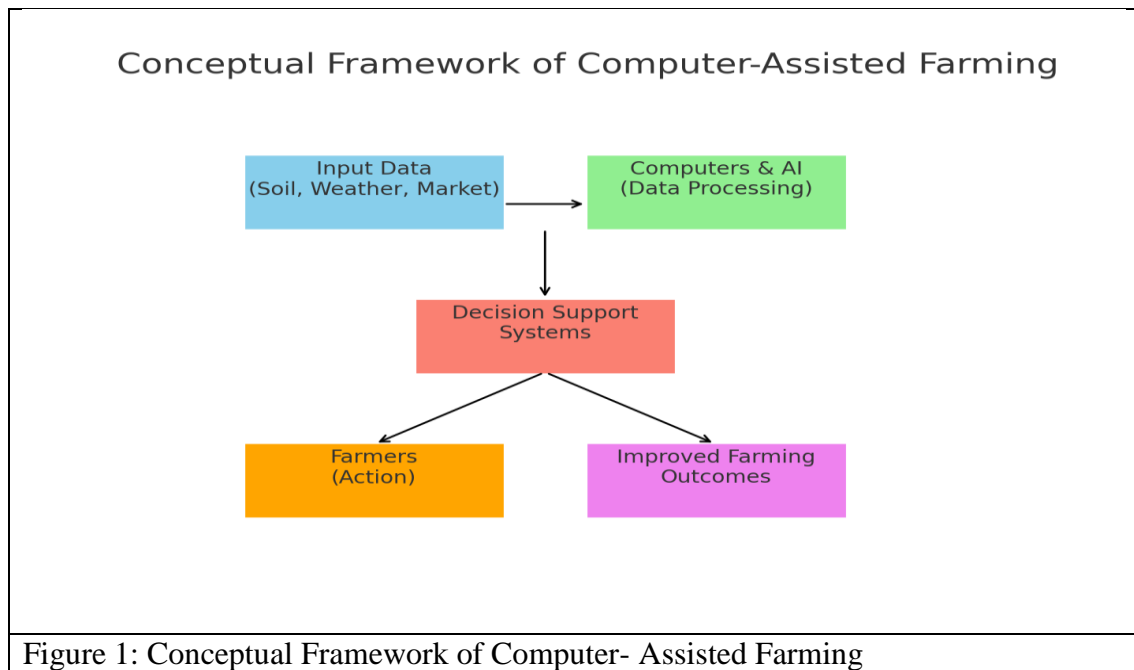 Conceptual Framework of Computer-Assisted Farming
Input Data
(Soil, Weather, Market)
Computers & AI
(Data Processing)
Decision Support
Systems
Farmers
(Action)
Improved Farming
Outcomes
Figure 1: Conceptual Framework of Computer- Assisted Farming